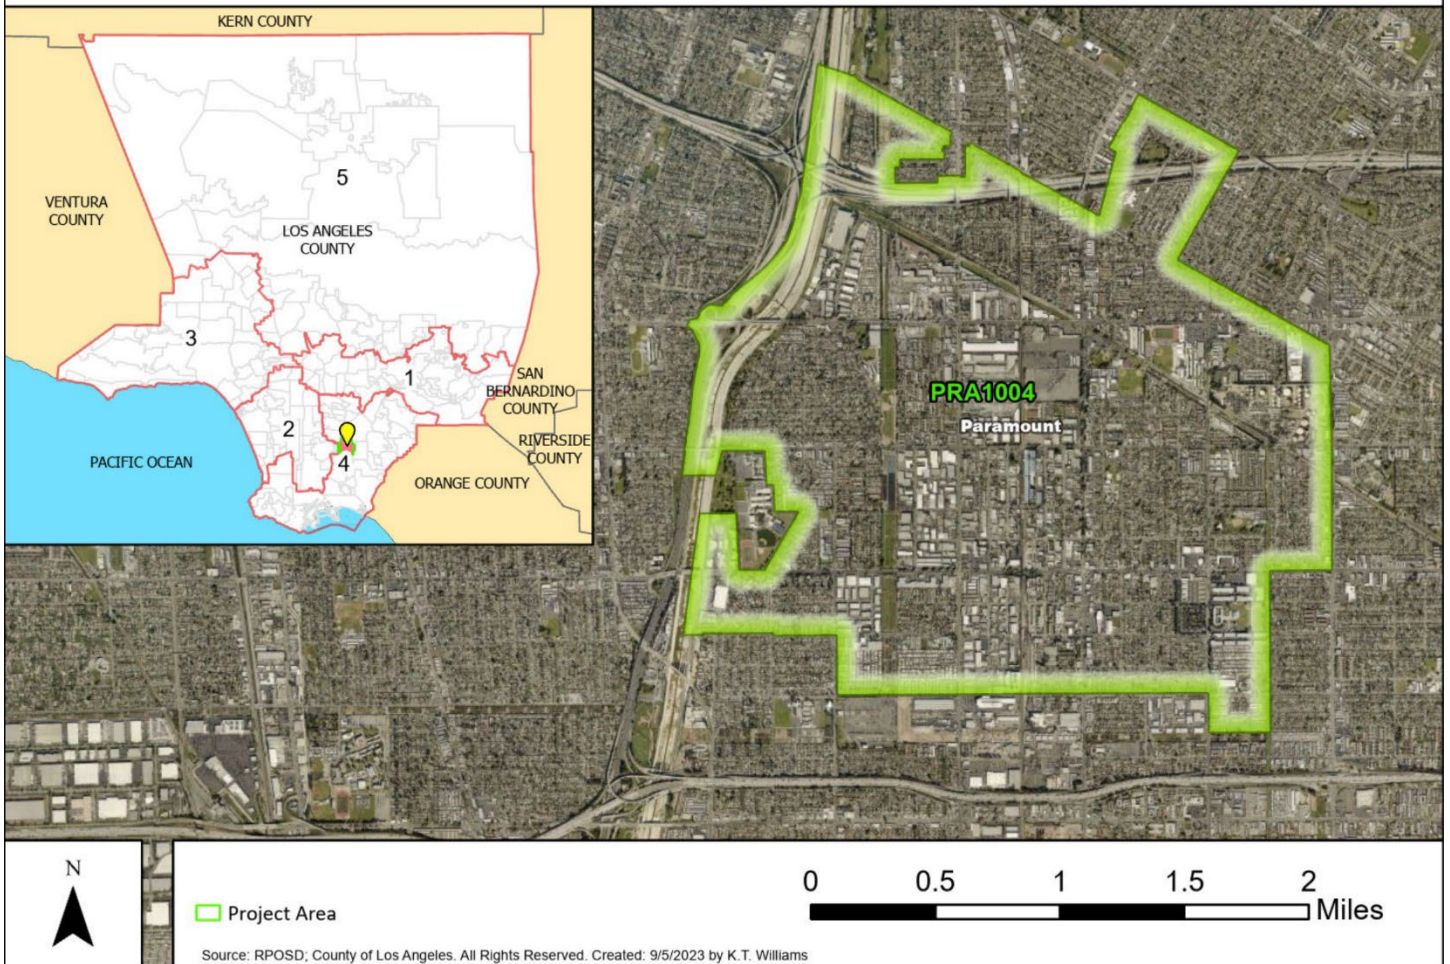 KERN COUNTY
5
VENTURA
COUNTY
LOS ANGELES
COUNTY
3
1
SAN
BERNARDINO
COUNTY
2
RIVERSIDE
COUNTY
4
PACIFIC OCEAN
ORANGE COUNTY
PRA1004
Paramount
N
Project Area
0 0.5 1 1.5 2
Miles
Source: RPOSD; County of Los Angeles. All Rights Reserved. Created: 9/5/2023 by K.T. Williams